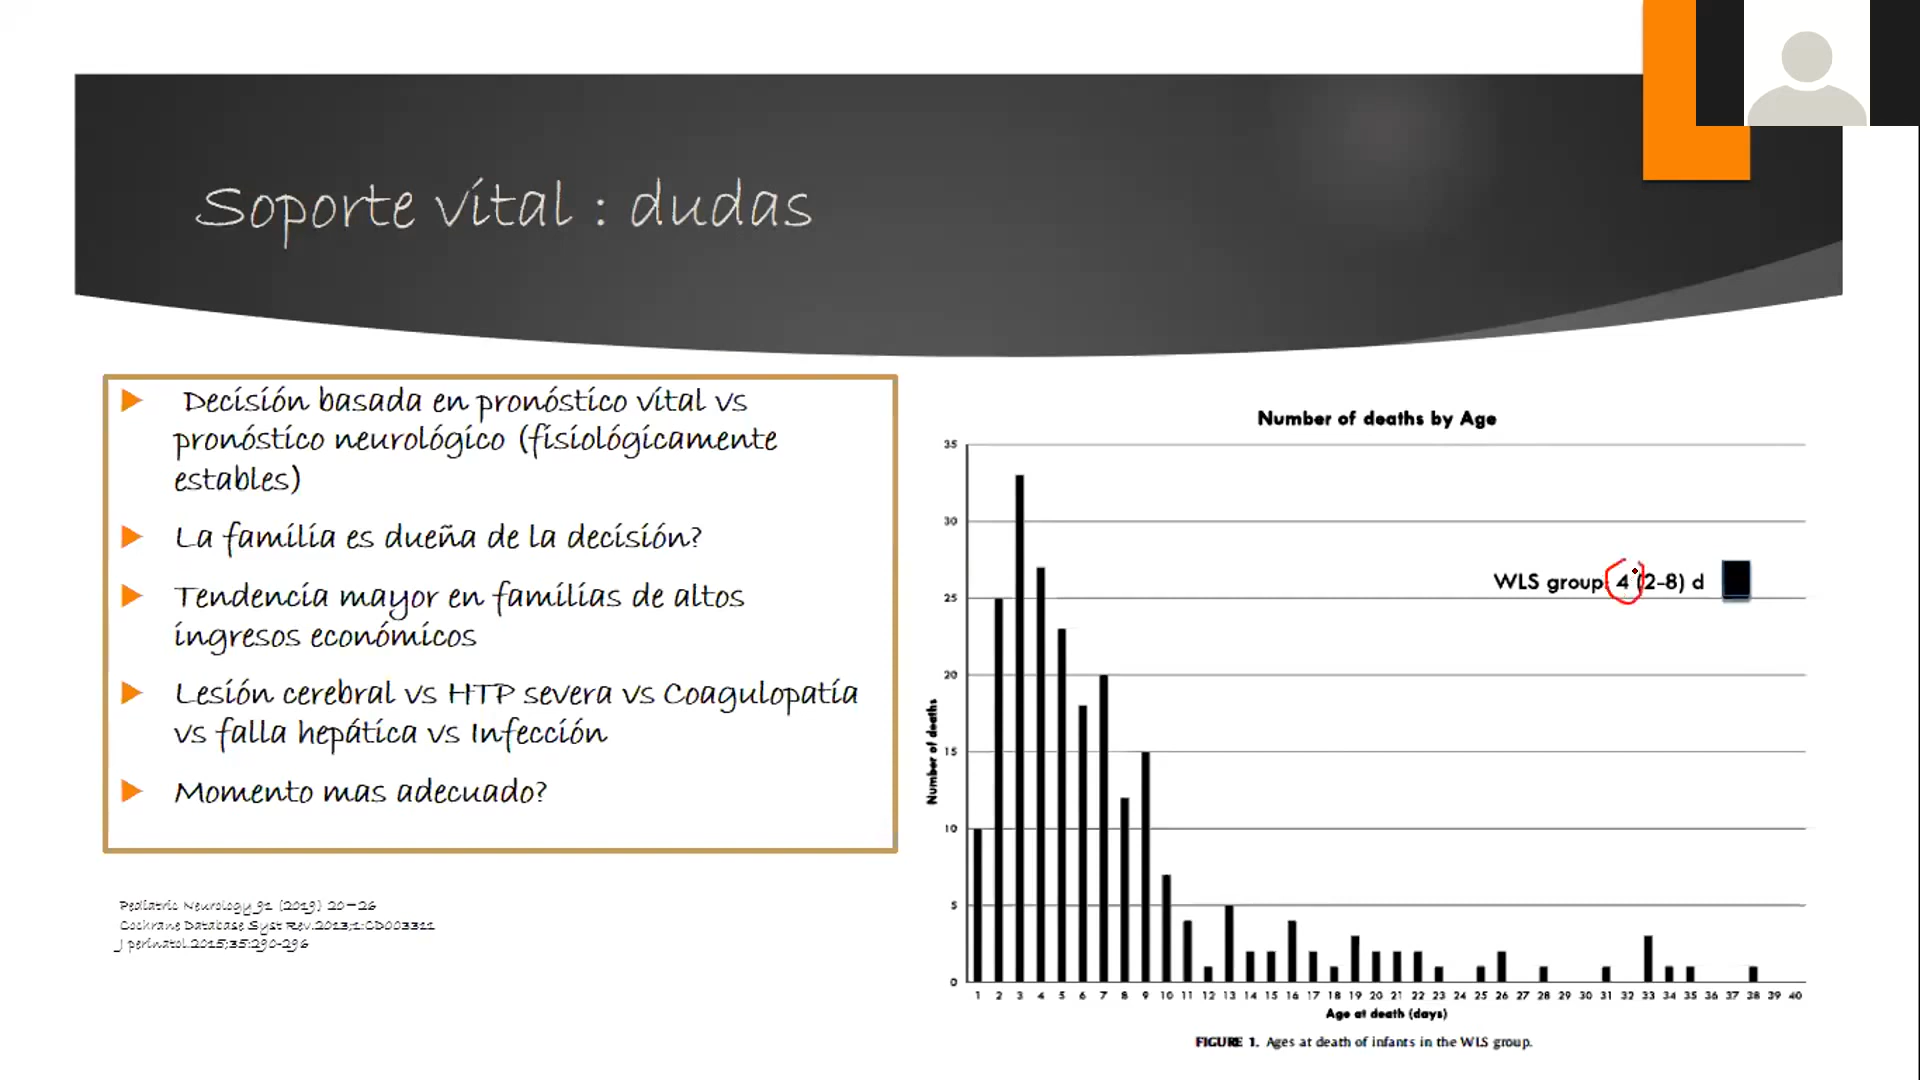 Soporte vital : dudas
Decisión basada en pronóstico vital vs
pronóstico neurológico (fisiológicamente
estables)
La familia es dueña de la decisión?
Tendencia mayor en familias de altos
ingresos económicos
Lesión cerebral vs HTP severa vs Coagulopatía
vs falla hepática vs Infección
Momento mas adecuado?
Pediatric Neurology 91 (2019) 20–26
Cochrane Database Syst Rev.2013;1:CD003311
J perinatol.2015;35:290-296
Number of deaths by Age
35
30
25
20
15
10
5
0
Number of deaths
WLS group: 4 (2-8) d
1 2 3 4 5 6 7 8 9 10 11 12 13 14 15 16 17 18 19 20 21 22 23 24 25 26 27 28 29 30 31 32 33 34 35 36 37 38 39 40
Age at death (days)
FIGURE 1. Ages at death of infants in the WLS group.